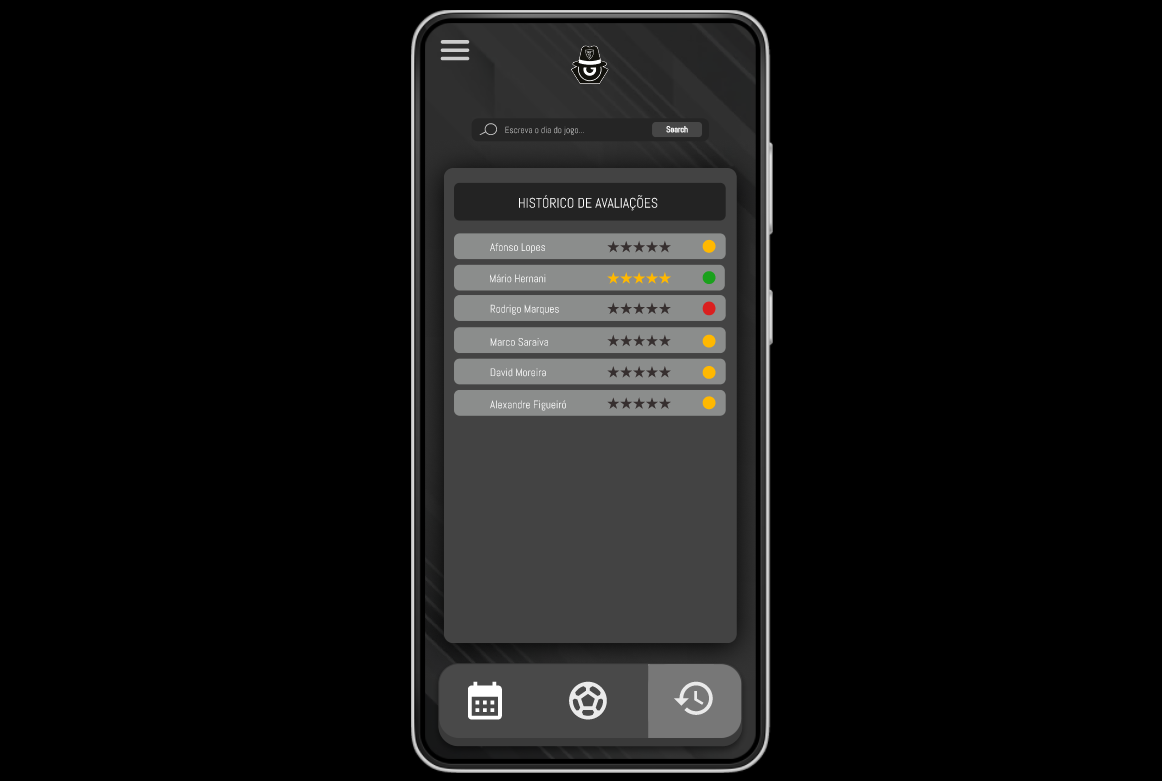 G
Escreva o dia do jogo...
Search
HISTÓRICO DE AVALIAÇÕES
Afonso Lopes
Mário Hernani
Rodrigo Marques
Marco Saraiva
David Moreira
Alexandre Figueiró